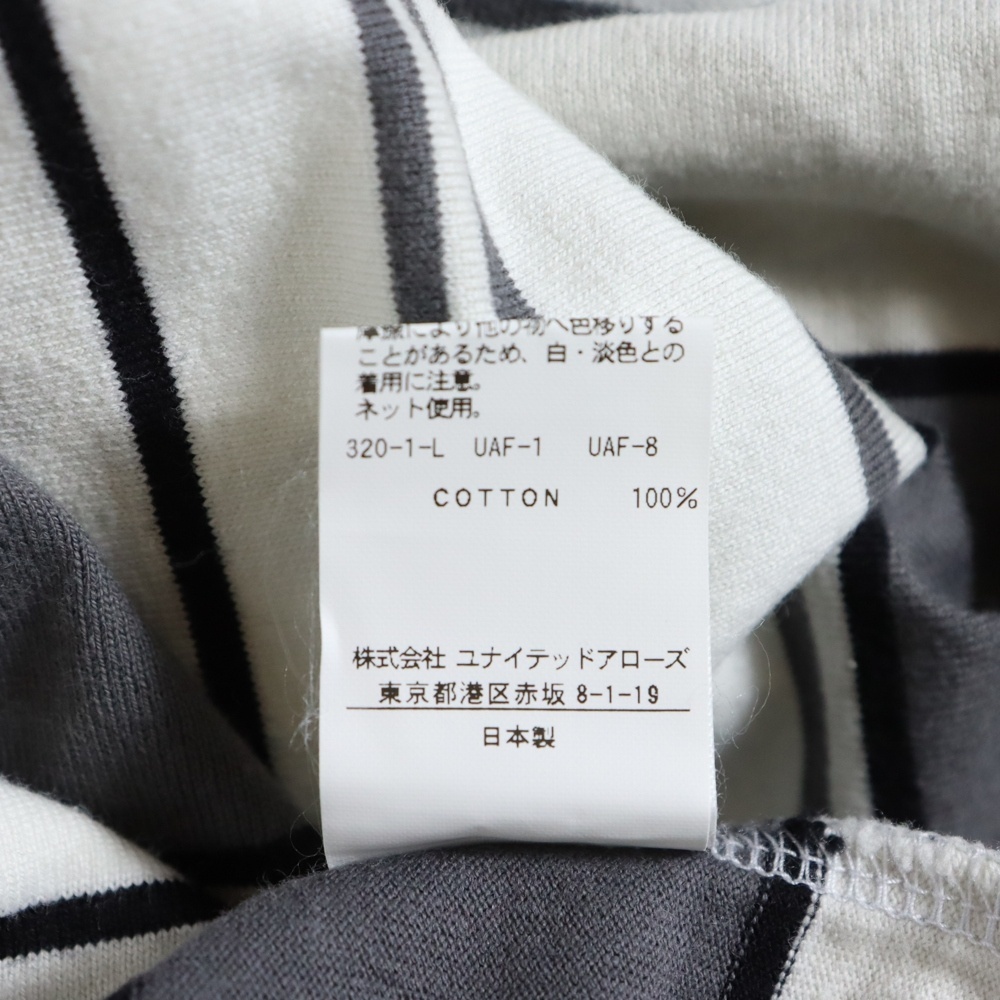 摩擦により他の物へ色移りする
ことがあるため、白・淡色との
着用に注意。
ネット使用。
320-1-L UAF-1 UAF-8
COTTON 100%
株式会社 ユナイテッドアローズ
東京都港区赤坂 8-1-19
日本製